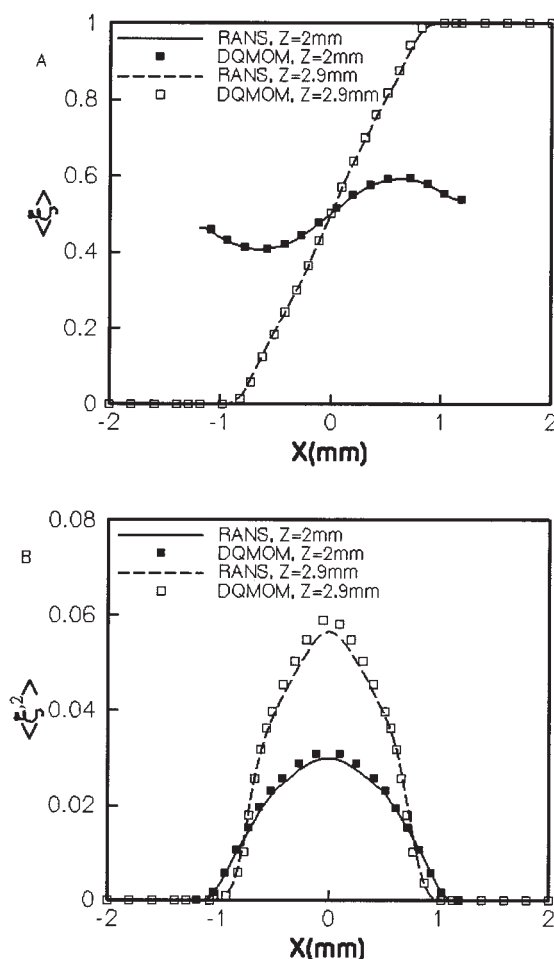 A
RANS, Z=2mm
DQMOM, Z=2mm
RANS, Z=2.9mm
DQMOM, Z=2.9mm
1
0.8
0.6
0.4
0.2
0
<ξ>
-2 -1 0 1 2
X(mm)
B
RANS, Z=2mm
DQMOM, Z=2mm
RANS, Z=2.9mm
DQMOM, Z=2.9mm
0.08
0.06
0.04
0.02
0
<ξ'²>
-2 -1 0 1 2
X(mm)